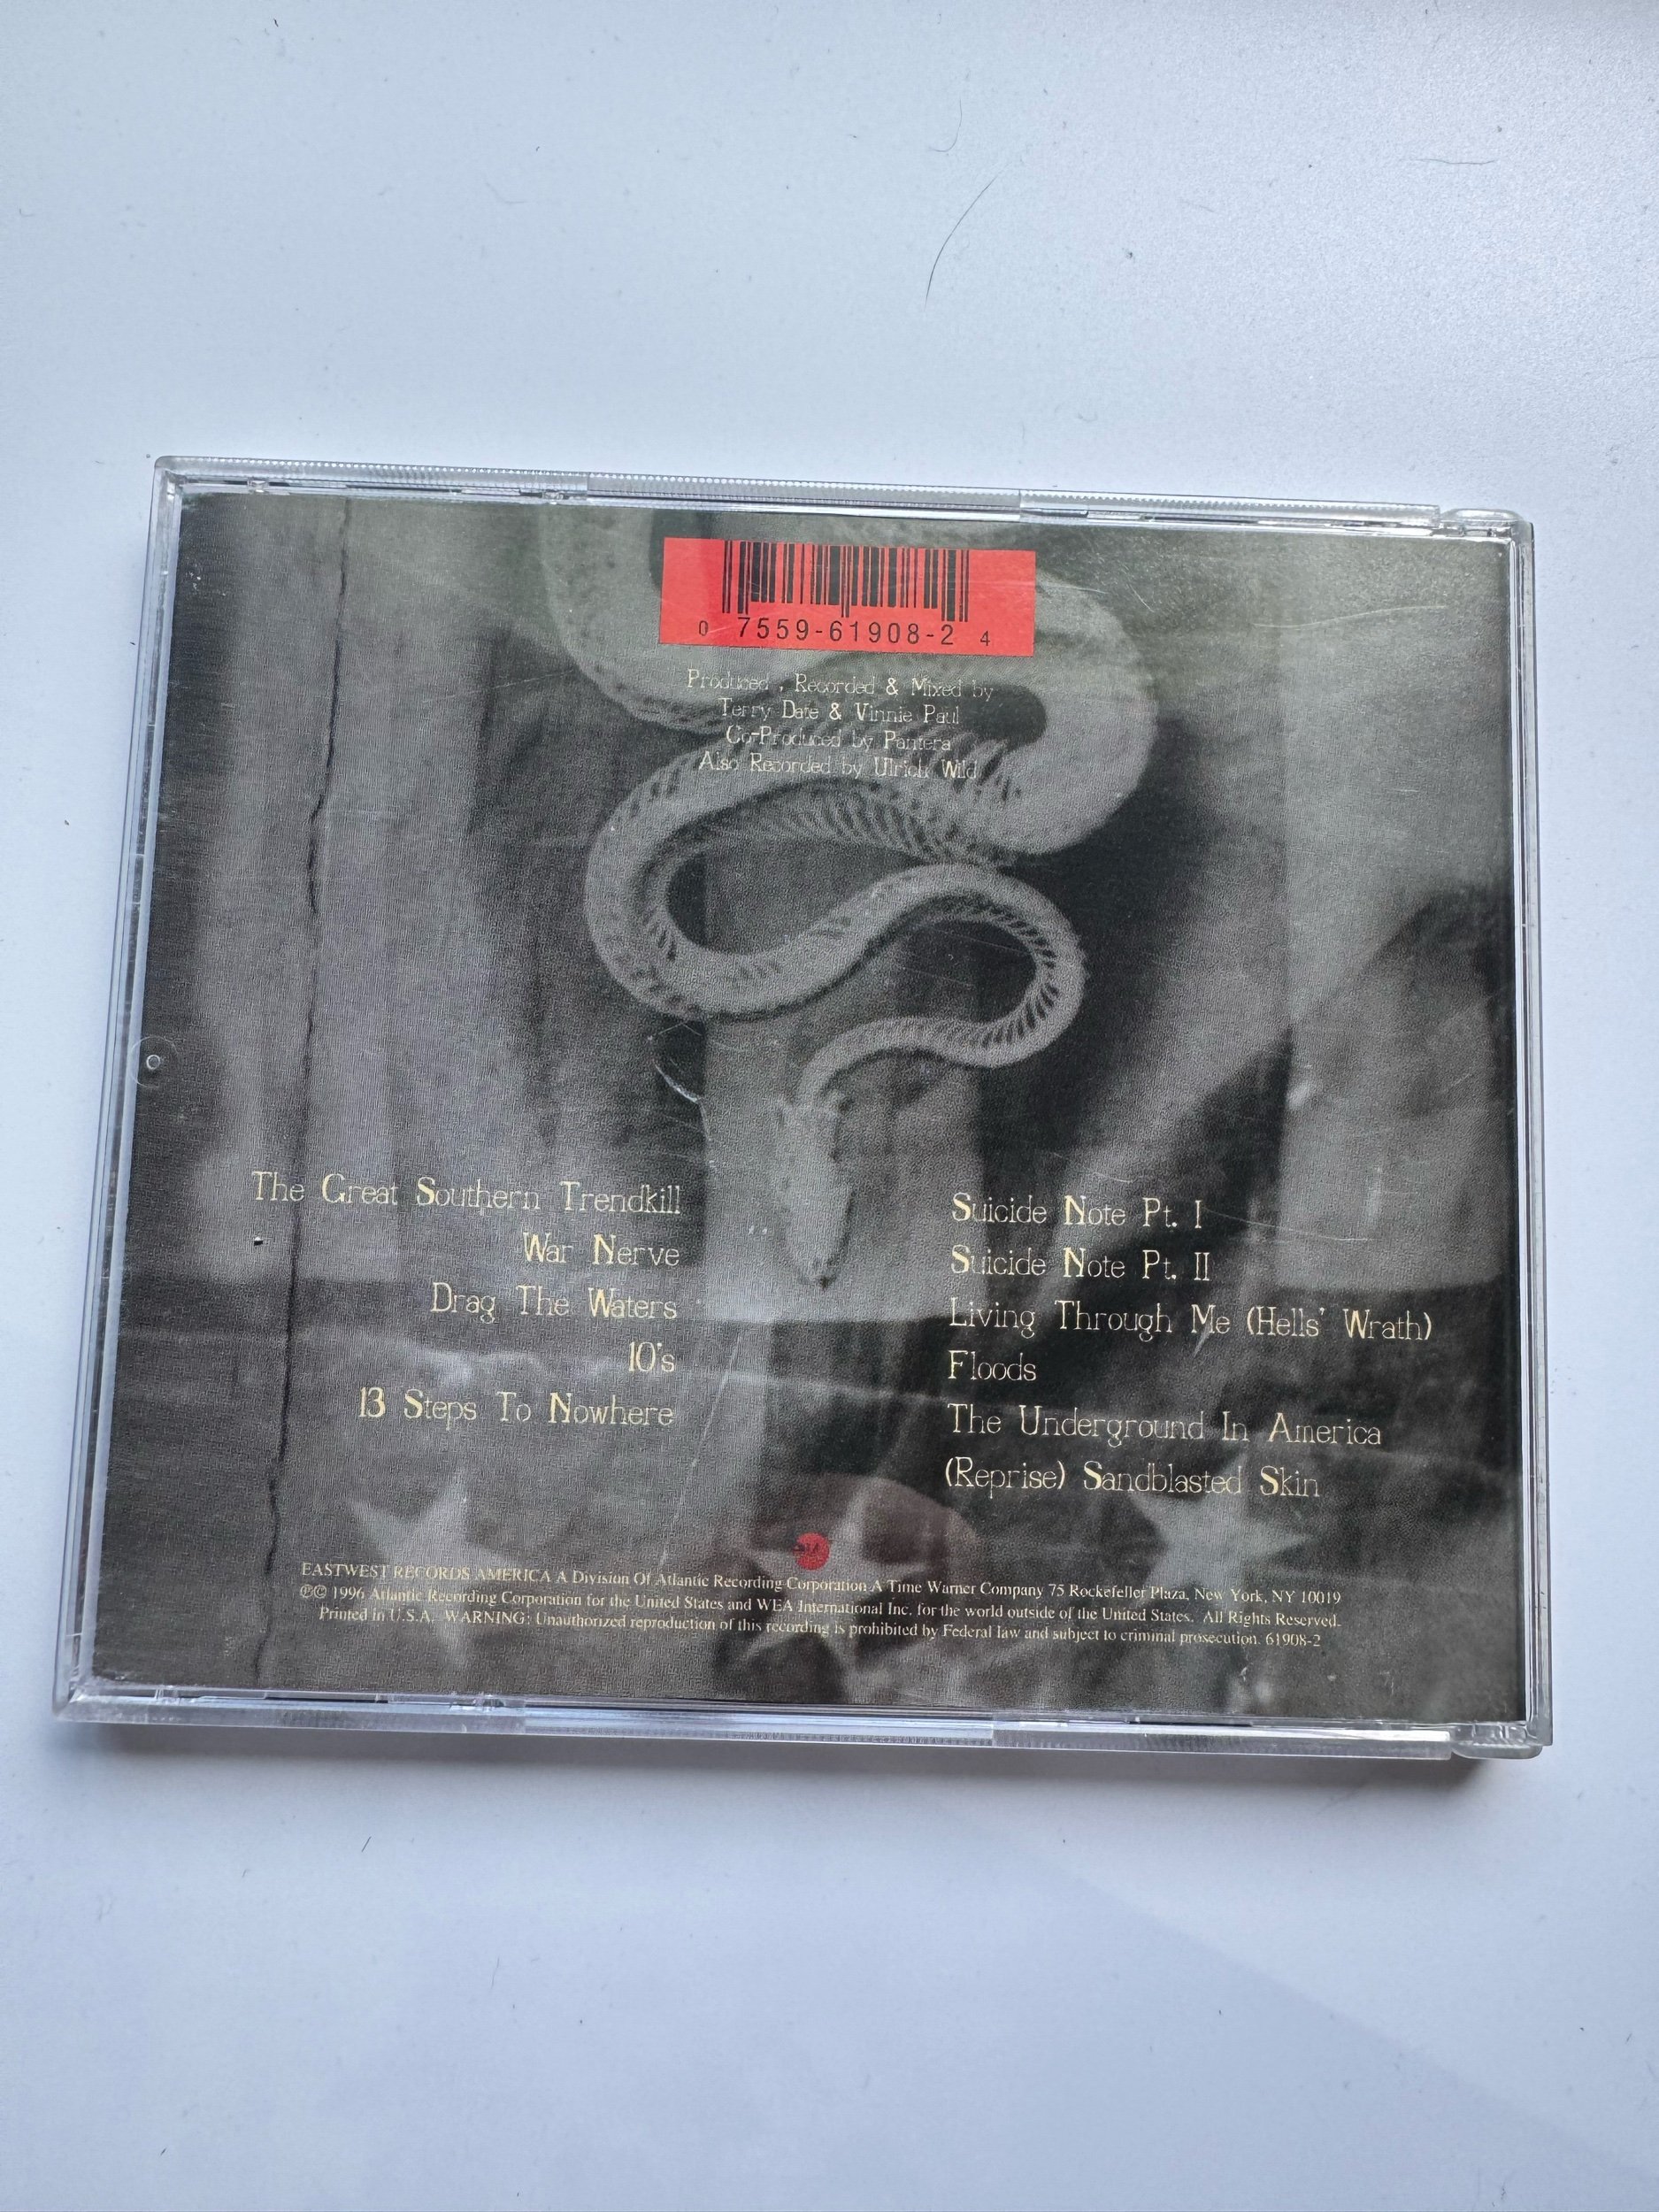 0 7559-61908-2 4
Produced , Recorded & Mixed by
Terry Date & Vinnie Paul
Co-Produced by Pantera
Also Recorded by Ulrich Wild
The Great Southern Trendkill
War Nerve
Drag The Waters
10's
13 Steps To Nowhere
Suicide Note Pt. I
Suicide Note Pt. II
Living Through Me (Hells' Wrath)
Floods
The Underground In America
(Reprise) Sandblasted Skin
EASTWEST RECORDS AMERICA A Division Of Atlantic Recording Corporation A Time Warner Company 75 Rockefeller Plaza, New York, NY 10019
℗© 1996 Atlantic Recording Corporation for the United States and WEA International Inc. for the world outside of the United States. All Rights Reserved.
Printed in U.S.A. WARNING: Unauthorized reproduction of this recording is prohibited by Federal law and subject to criminal prosecution. 61908-2